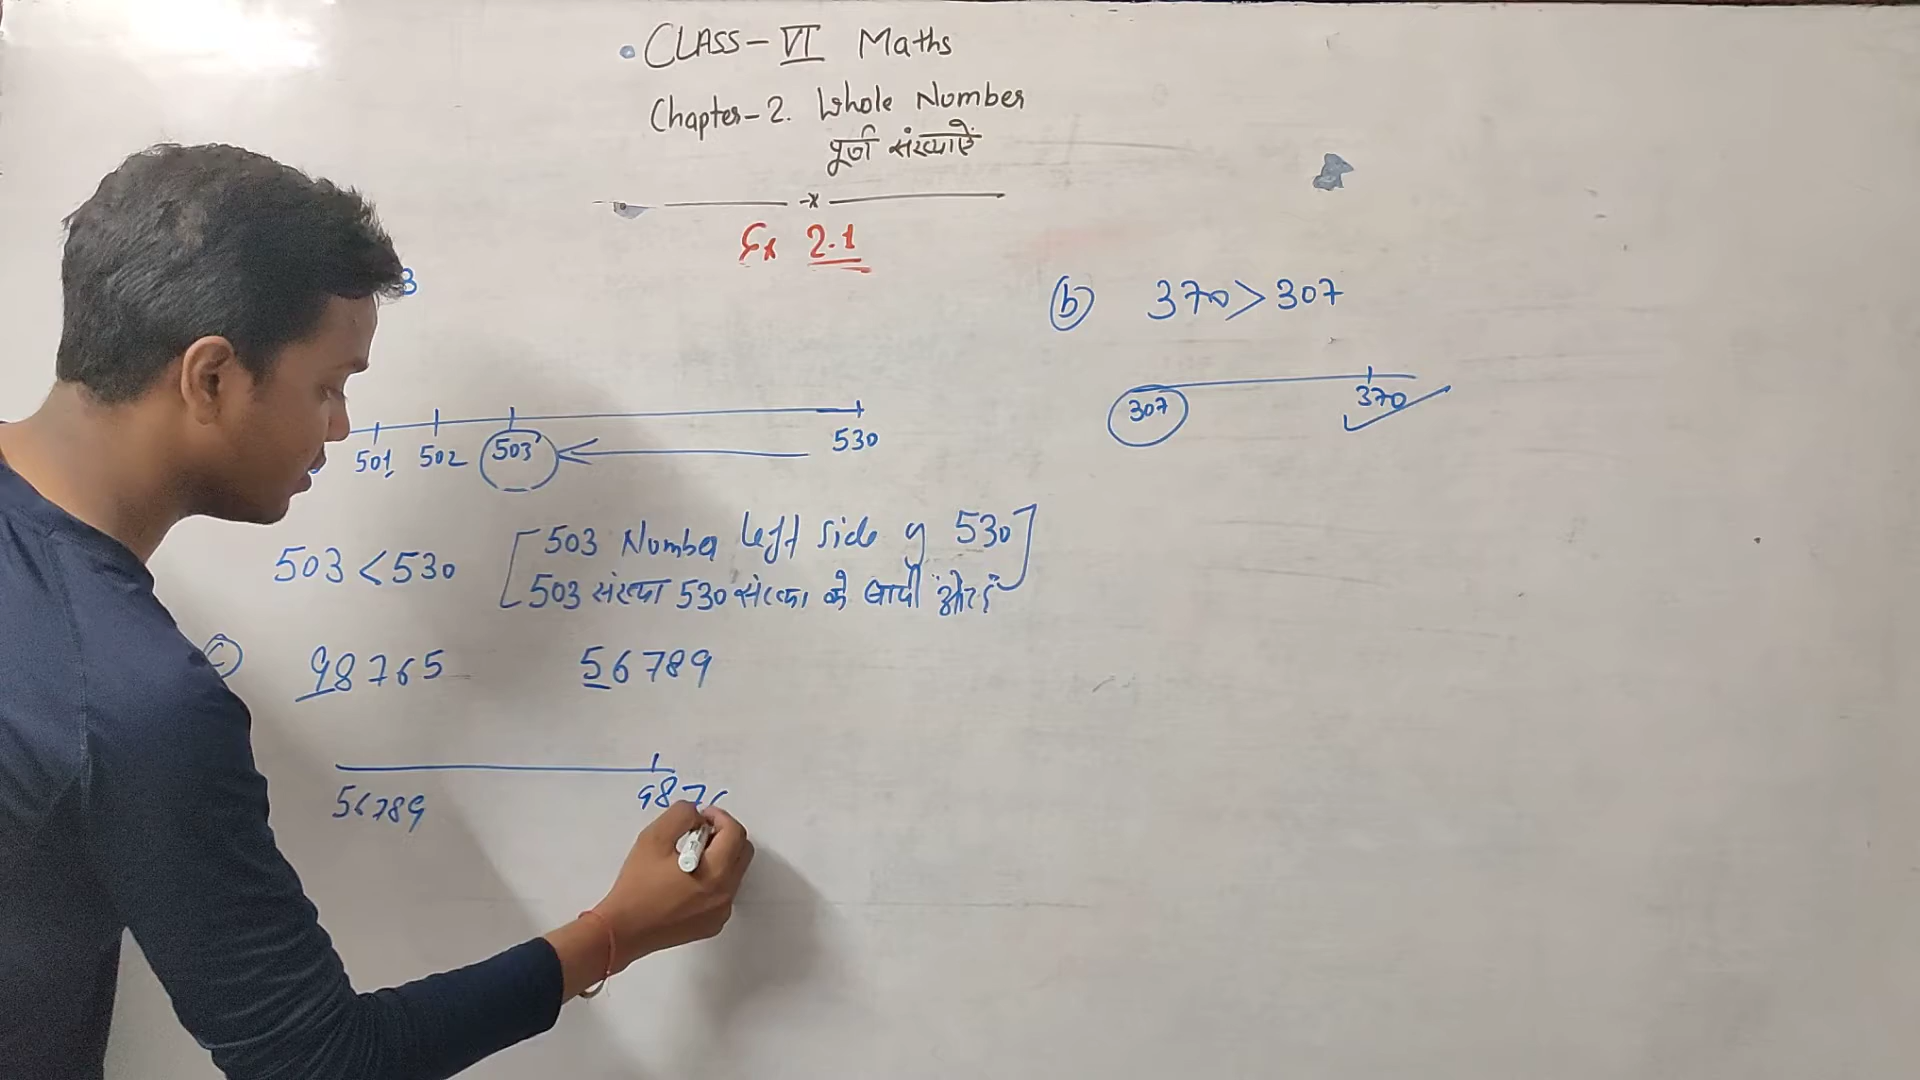 CLASS-VI Maths
Chapter-2. Whole Number
पूर्ण संख्याऐं
Ex 2.1
3
501 502 503 530
503<530
[503 Number left side of 530]
503 संख्या 530 संख्या के बायी ओर है
(c) 98765 56789
56789 9876
(b) 370>307
307 370